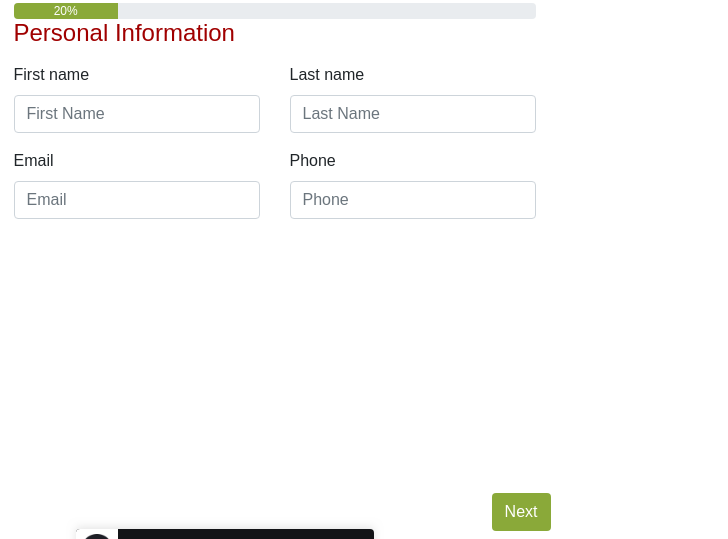 20%
Personal Information
First name
Last name
First Name
Last Name
Email
Phone
Email
Phone
Next